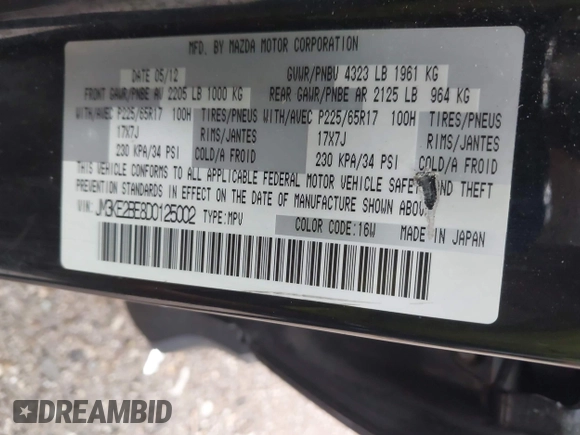 MFD. BY MAZDA MOTOR CORPORATION
DATE 05/12 GVWR/PNBV 4323 LB 1961 KG
FRONT GAWR/PNBE AV 2205 LB 1000 KG REAR GAWR/PNBE AR 2125 LB 964 KG
WITH/AVEC P225/65R17 100H TIRES/PNEUS WITH/AVEC P225/65R17 100H TIRES/PNEUS
17X7J RIMS/JANTES 17X7J RIMS/JANTES
230 KPA/34 PSI COLD/A FROID 230 KPA/34 PSI COLD/A FROID
THIS VEHICLE CONFORMS TO ALL APPLICABLE FEDERAL MOTOR VEHICLE SAFETY AND THEFT
PREVENTION STANDARDS IN EFFECT ON THE DATE OF MANUFACTURE SHOWN ABOVE.
VIN: JM3KE2BE8D0125002 TYPE: MPV COLOR CODE: 16W MADE IN JAPAN
DREAMBID